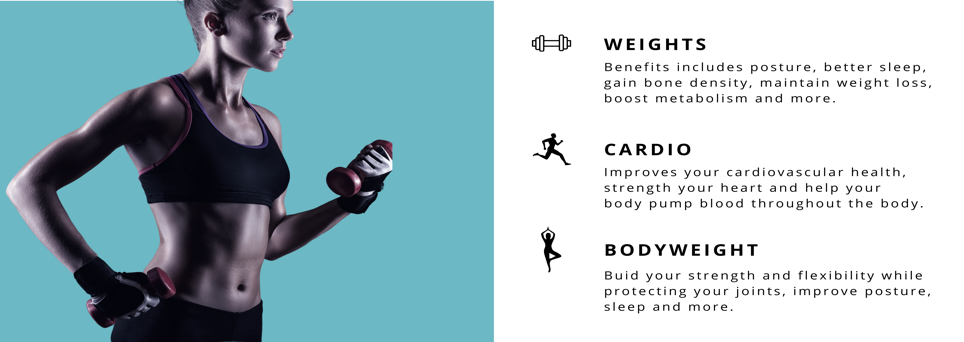 WEIGHTS
Benefits includes posture, better sleep,
gain bone density, maintain weight loss,
boost metabolism and more.
CARDIO
Improves your cardiovascular health,
strength your heart and help your
body pump blood throughout the body.
BODYWEIGHT
Buid your strength and flexibility while
protecting your joints, improve posture,
sleep and more.